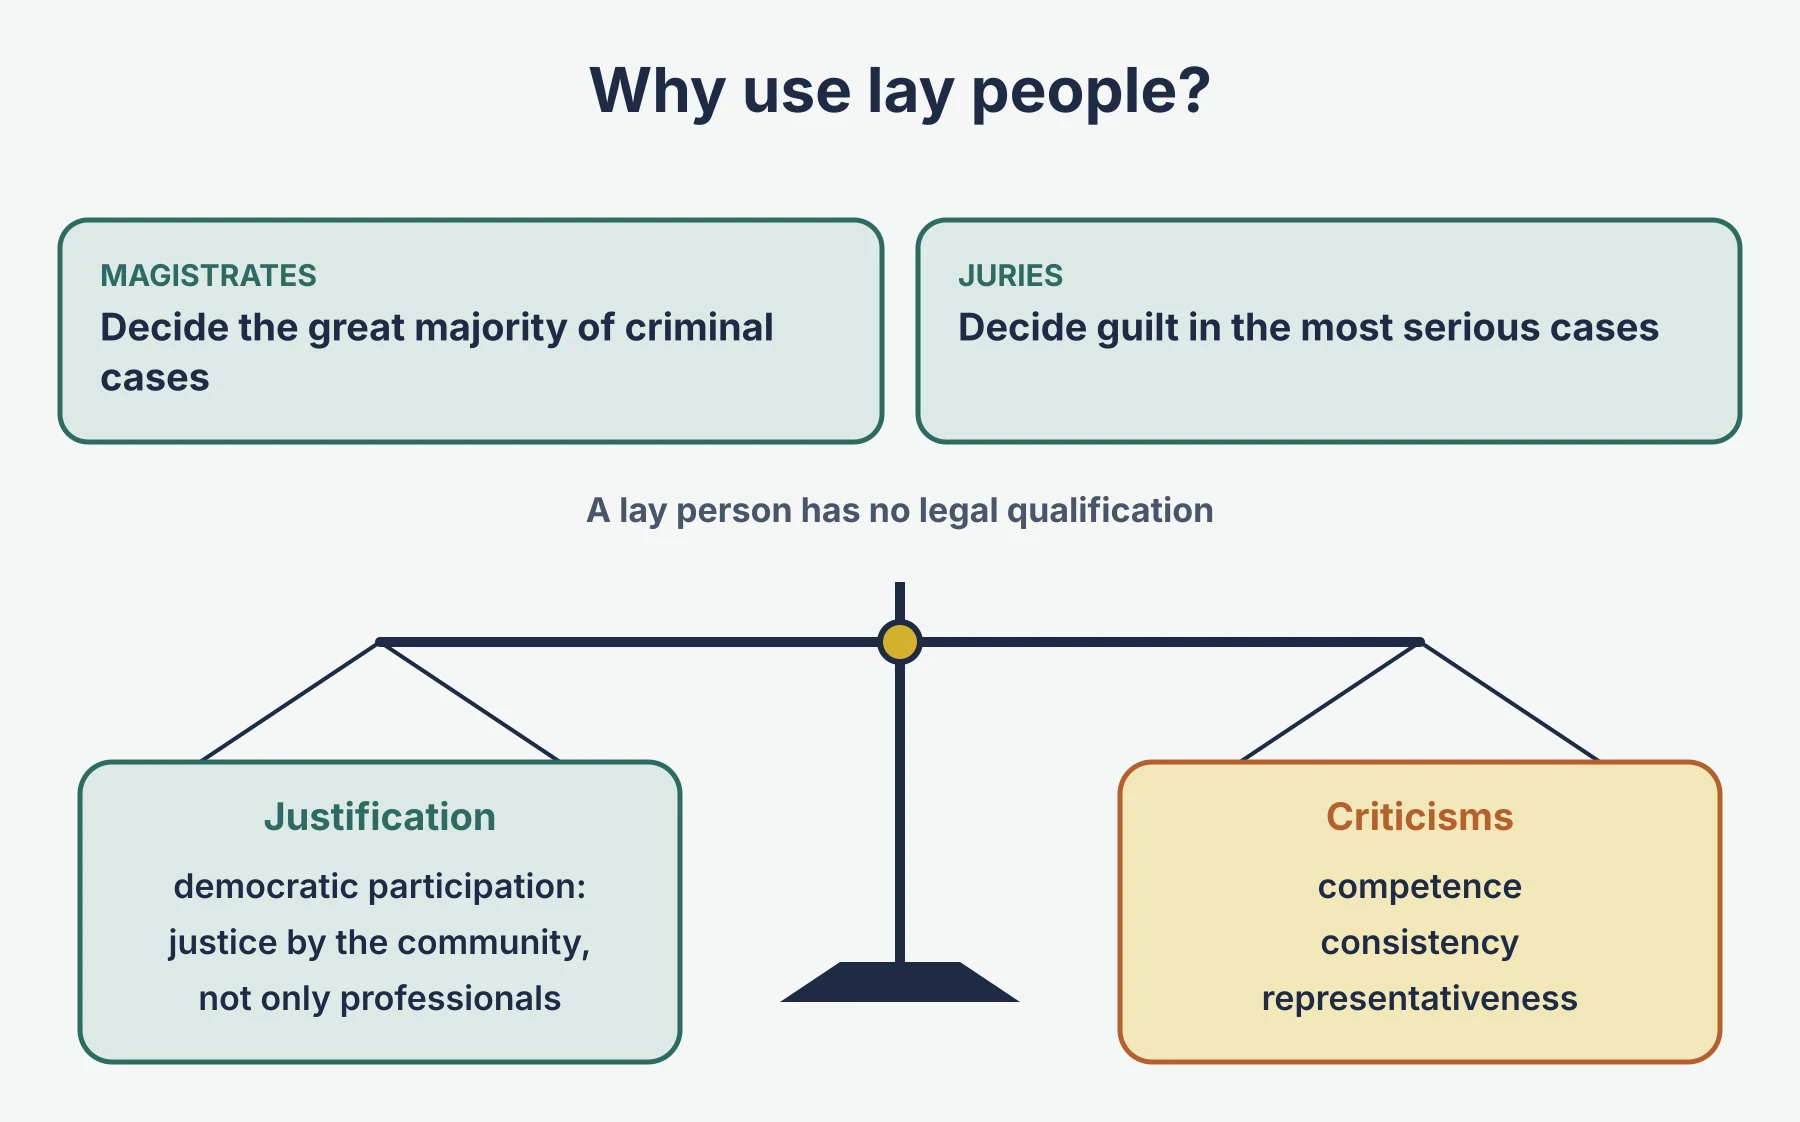 Why use lay people?
MAGISTRATES
Decide the great majority of criminal
cases
JURIES
Decide guilt in the most serious cases
A lay person has no legal qualification
Justification
democratic participation:
justice by the community,
not only professionals
Criticisms
competence
consistency
representativeness